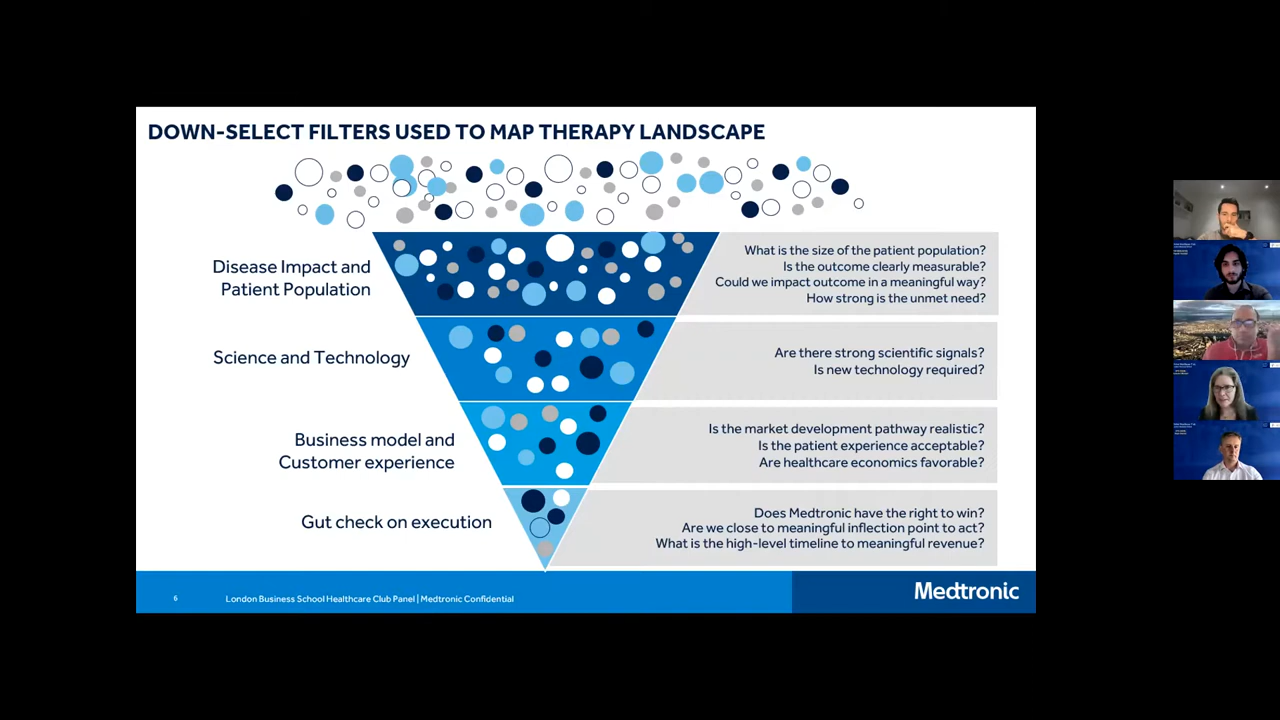 DOWN-SELECT FILTERS USED TO MAP THERAPY LANDSCAPE
Disease Impact and
Patient Population
What is the size of the patient population?
Is the outcome clearly measurable?
Could we impact outcome in a meaningful way?
How strong is the unmet need?
Science and Technology
Are there strong scientific signals?
Is new technology required?
Business model and
Customer experience
Is the market development pathway realistic?
Is the patient experience acceptable?
Are healthcare economics favorable?
Gut check on execution
Does Medtronic have the right to win?
Are we close to meaningful inflection point to act?
What is the high-level timeline to meaningful revenue?
6
London Business School Healthcare Club Panel | Medtronic Confidential
Medtronic